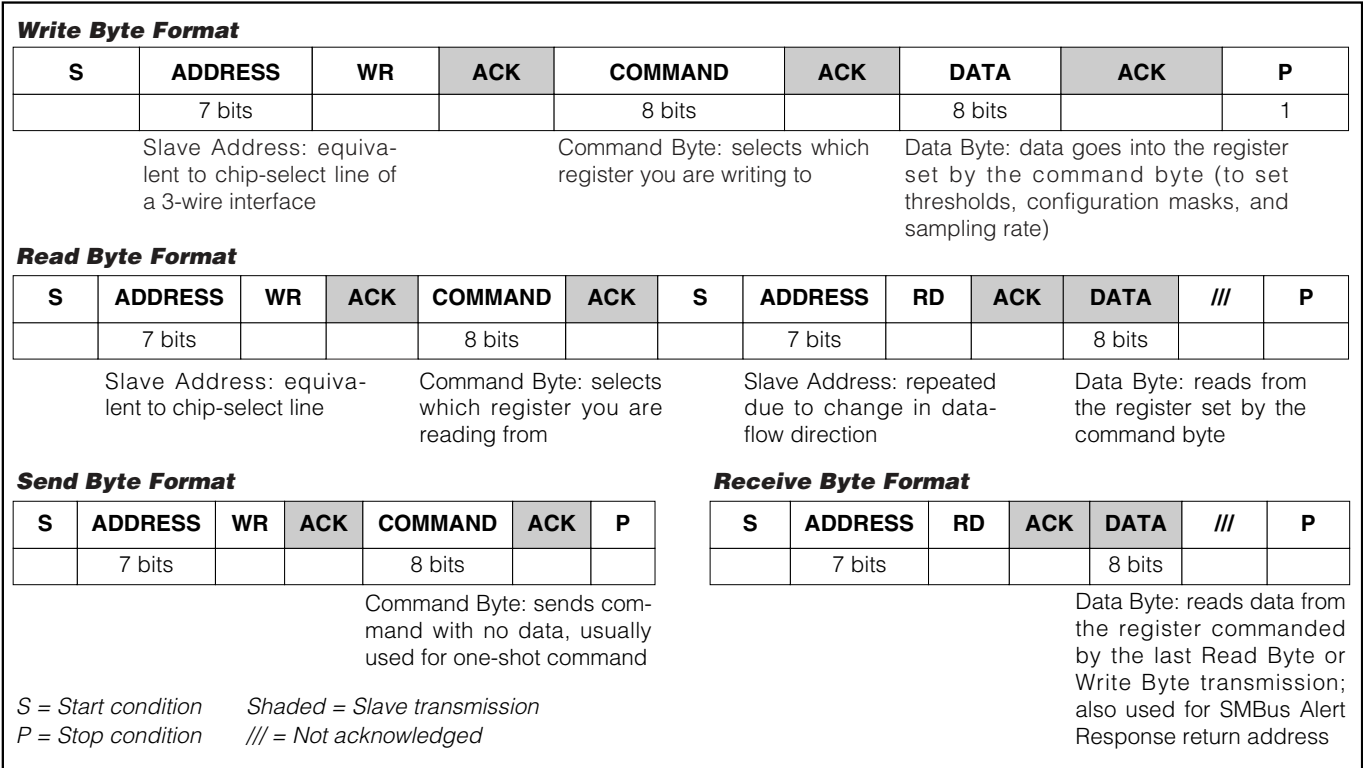 Write Byte Format
S ADDRESS WR ACK COMMAND ACK DATA ACK P
7 bits 8 bits 8 bits 1
Slave Address: equiva-
lent to chip-select line of
a 3-wire interface
Command Byte: selects which
register you are writing to
Data Byte: data goes into the register
set by the command byte (to set
thresholds, configuration masks, and
sampling rate)
Read Byte Format
S ADDRESS WR ACK COMMAND ACK S ADDRESS RD ACK DATA /// P
7 bits 8 bits 7 bits 8 bits
Slave Address: equiva-
lent to chip-select line
Command Byte: selects
which register you are
reading from
Slave Address: repeated
due to change in data-
flow direction
Data Byte: reads from
the register set by the
command byte
Send Byte Format
S ADDRESS WR ACK COMMAND ACK P
7 bits 8 bits
Command Byte: sends com-
mand with no data, usually
used for one-shot command
Receive Byte Format
S ADDRESS RD ACK DATA /// P
7 bits 8 bits
Data Byte: reads data from
the register commanded
by the last Read Byte or
Write Byte transmission;
also used for SMBus Alert
Response return address
S = Start condition Shaded = Slave transmission
P = Stop condition /// = Not acknowledged